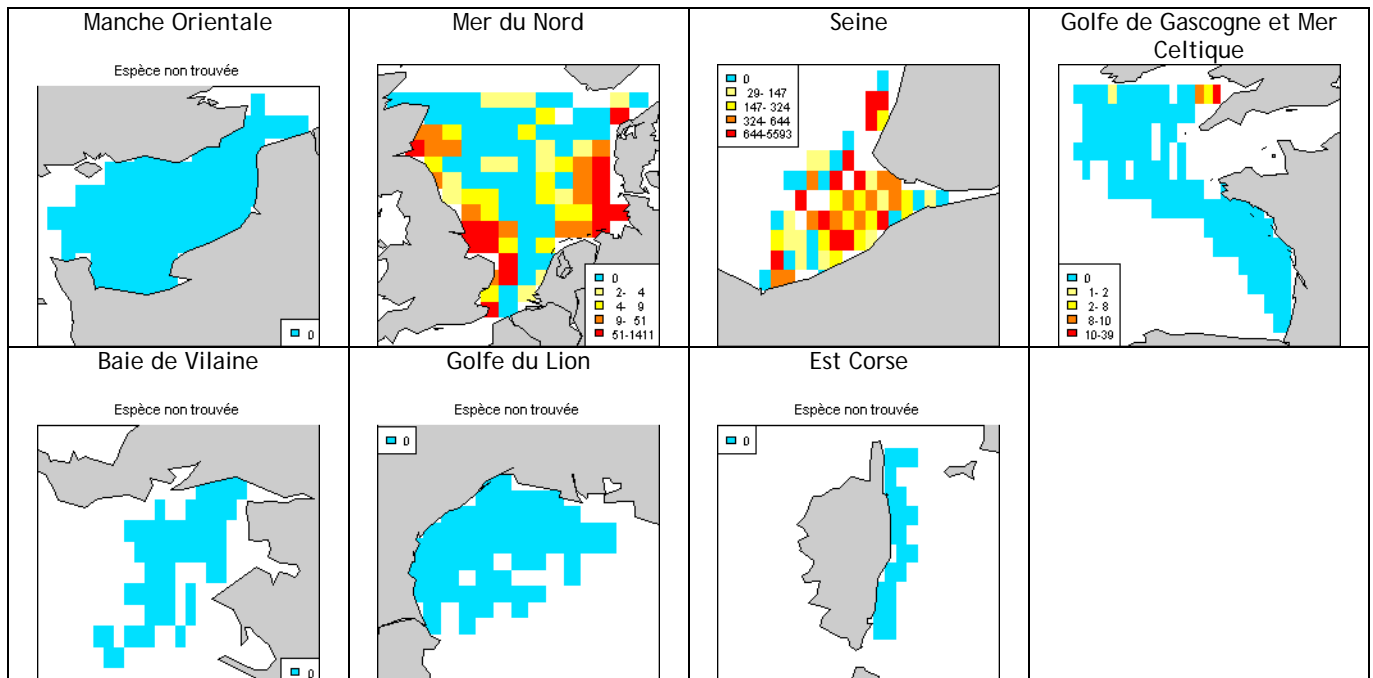 Manche Orientale
Espèce non trouvée
0
Mer du Nord
0
2- 4
4- 9
9- 51
51-1411
Seine
0
29- 147
147- 324
324- 644
644-5593
Golfe de Gascogne et Mer
Celtique
0
1- 2
2- 8
8-10
10-39
Baie de Vilaine
Espèce non trouvée
0
Golfe du Lion
Espèce non trouvée
0
Est Corse
Espèce non trouvée
0